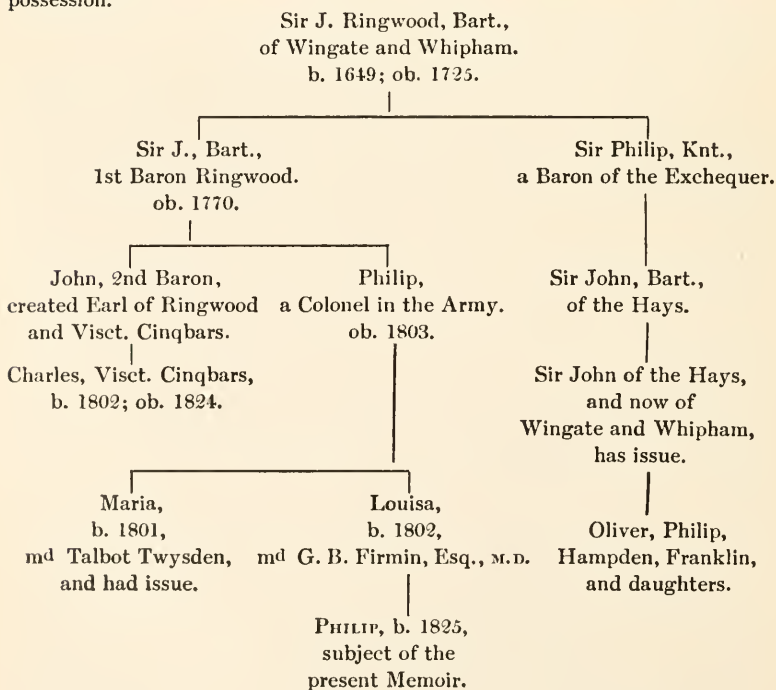 possession.
Sir J. Ringwood, Bart.,
of Wingate and Whipham.
b. 1649; ob. 1725.
Sir J., Bart.,
1st Baron Ringwood.
ob. 1770.
Sir Philip, Knt.,
a Baron of the Exchequer.
John, 2nd Baron,
created Earl of Ringwood
and Visct. Cinqbars.
Philip,
a Colonel in the Army.
ob. 1803.
Sir John, Bart.,
of the Hays.
Charles, Visct. Cinqbars,
b. 1802; ob. 1824.
Sir John of the Hays,
and now of
Wingate and Whipham,
has issue.
Maria,
b. 1801,
md Talbot Twysden,
and had issue.
Louisa,
b. 1802,
md G. B. Firmin, Esq., M.D.
Oliver, Philip,
Hampden, Franklin,
and daughters.
PHILIP, b. 1825,
subject of the
present Memoir.